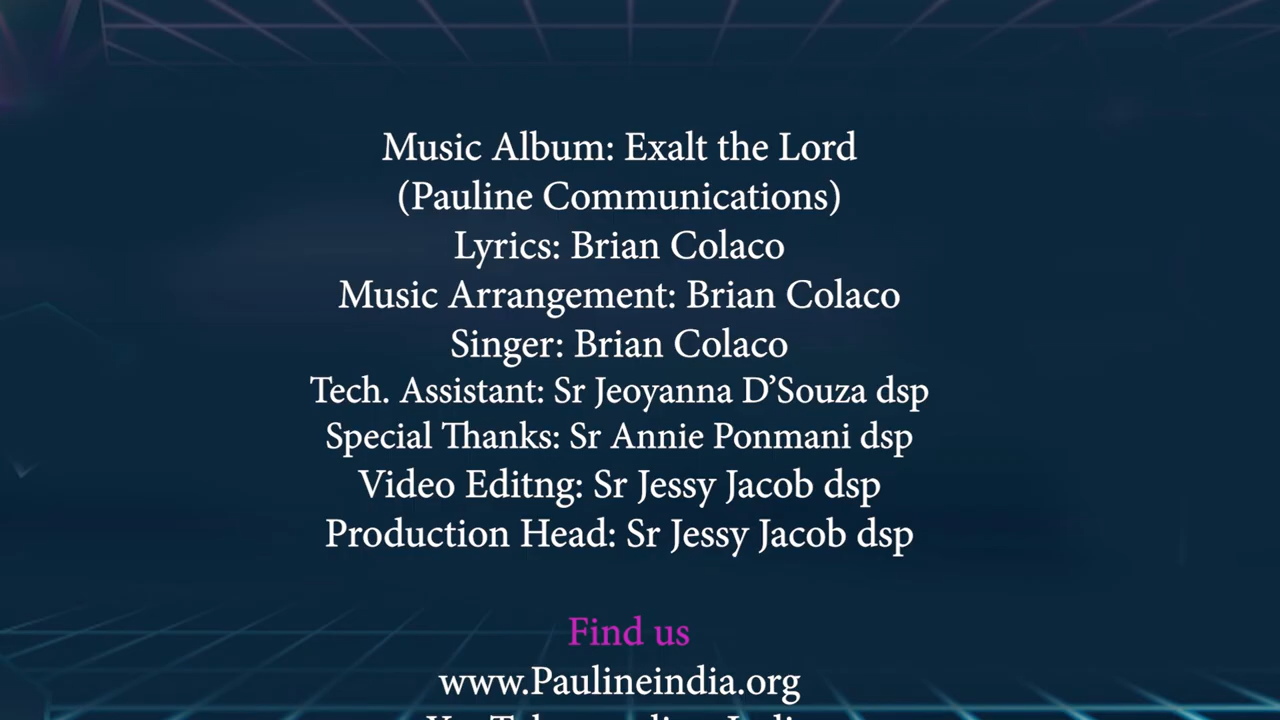 Music Album: Exalt the Lord
(Pauline Communications)
Lyrics: Brian Colaco
Music Arrangement: Brian Colaco
Singer: Brian Colaco
Tech. Assistant: Sr Jeoyanna D’Souza dsp
Special Thanks: Sr Annie Ponmani dsp
Video Editng: Sr Jessy Jacob dsp
Production Head: Sr Jessy Jacob dsp
Find us
www.Paulineindia.org